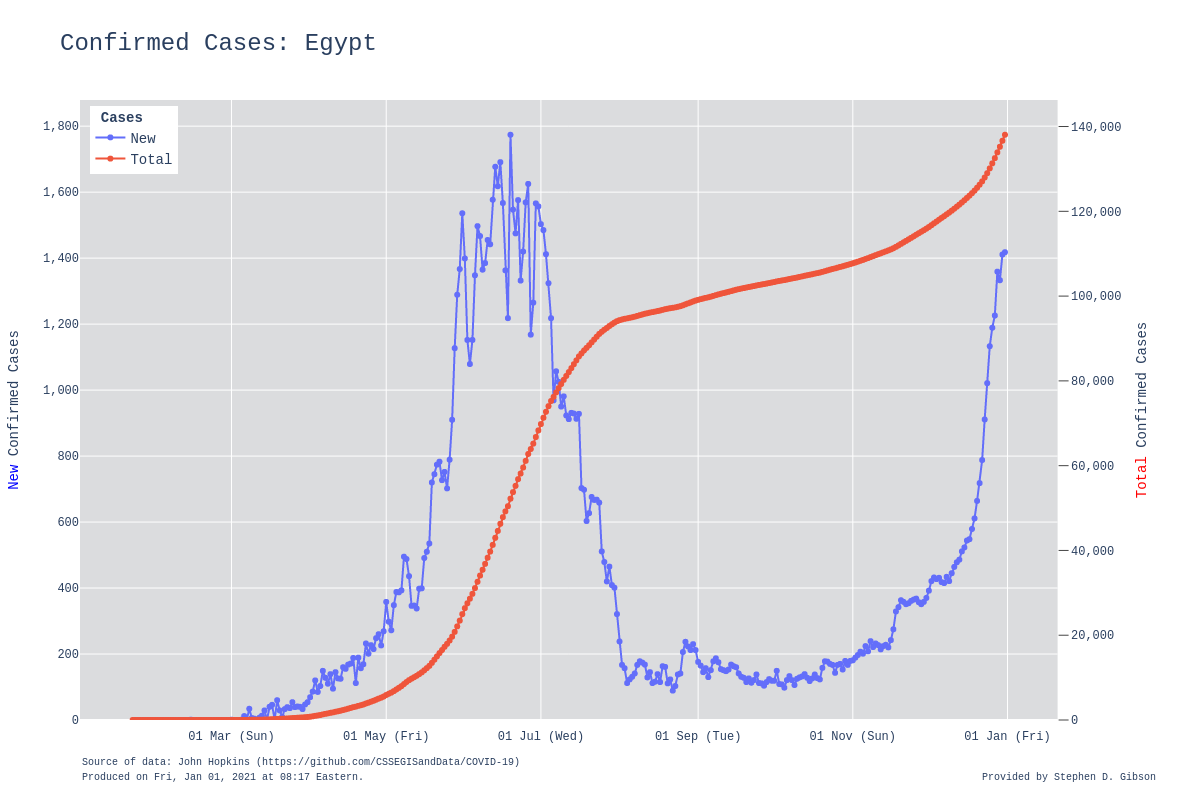 Confirmed Cases: Egypt
Cases
New
Total
1,800
1,600
1,400
1,200
1,000
800
600
400
200
0
140,000
120,000
100,000
80,000
60,000
40,000
20,000
0
New Confirmed Cases
Total Confirmed Cases
01 Mar (Sun)
01 May (Fri)
01 Jul (Wed)
01 Sep (Tue)
01 Nov (Sun)
01 Jan (Fri)
Source of data: John Hopkins (https://github.com/CSSEGISandData/COVID-19)
Produced on Fri, Jan 01, 2021 at 08:17 Eastern.
Provided by Stephen D. Gibson